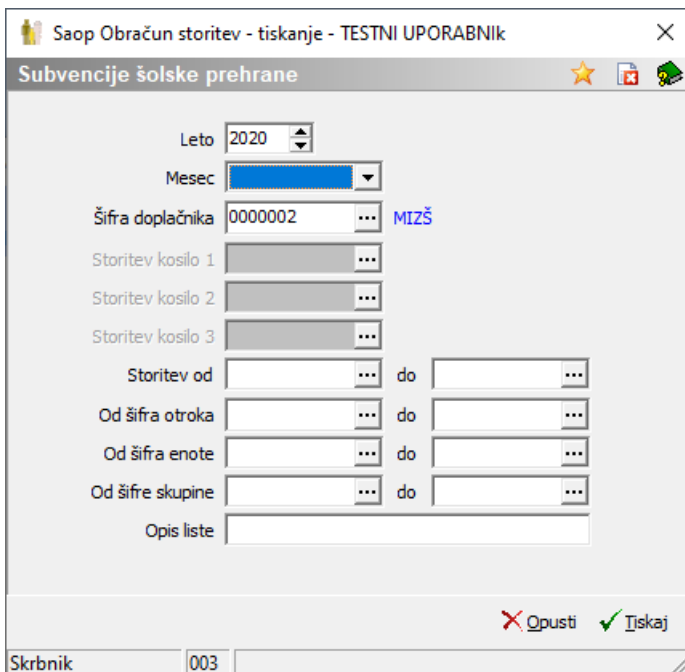 Saop Obračun storitev - tiskanje - TESTNI UPORABNIk
Subvencije šolske prehrane
Leto 2020
Mesec
Šifra doplačnika 0000002 ... MIZŠ
Storitev kosilo 1 ...
Storitev kosilo 2 ...
Storitev kosilo 3 ...
Storitev od ... do ...
Od šifra otroka ... do ...
Od šifra enote ... do ...
Od šifre skupine ... do ...
Opis liste
Opusti Tiskaj
Skrbnik 003